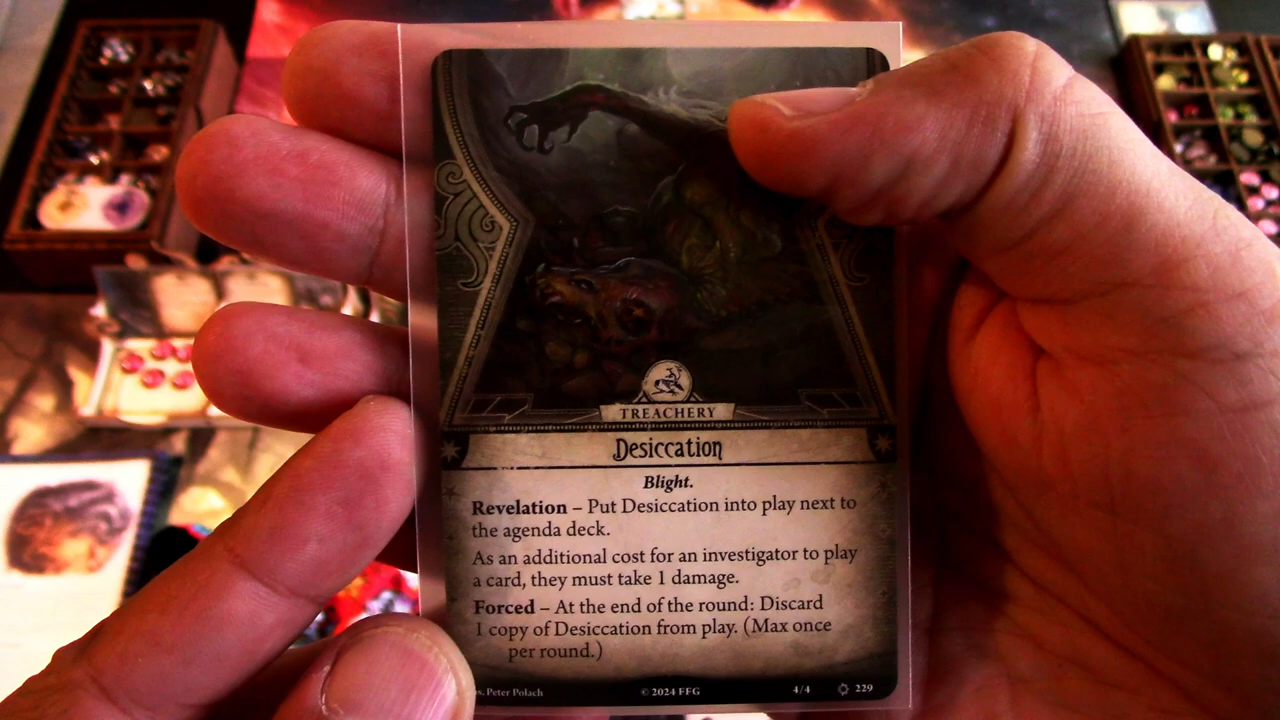 TREACHERY
Desiccation
Blight.
Revelation – Put Desiccation into play next to
the agenda deck.
As an additional cost for an investigator to play
a card, they must take 1 damage.
Forced – At the end of the round: Discard
1 copy of Desiccation from play. (Max once
per round.)
s. Peter Polach © 2024 FFG 4/4 229